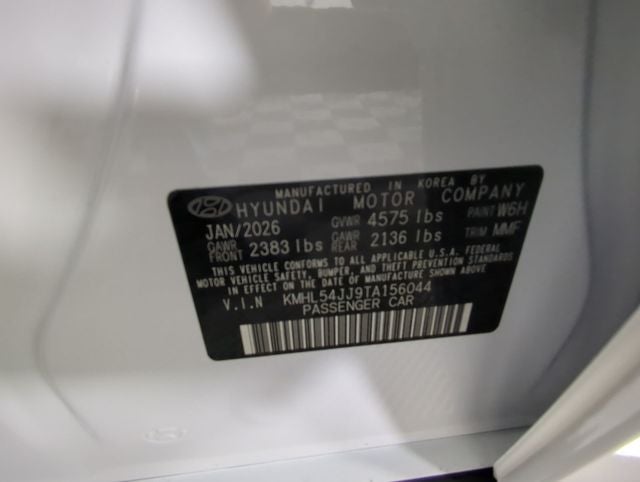 MANUFACTURED IN KOREA BY
HYUNDAI MOTOR COMPANY
JAN/2026 GVWR 4575 lbs PAINT W6H
GAWR FRONT 2383 lbs GAWR REAR 2136 lbs TRIM MMF
THIS VEHICLE CONFORMS TO ALL APPLICABLE U.S.A. FEDERAL
MOTOR VEHICLE SAFETY, BUMPER, AND THEFT PREVENTION STANDARDS
IN EFFECT ON THE DATE OF MANUFACTURE SHOWN ABOVE.
V.I.N KMHL54JJ9TA156044
PASSENGER CAR